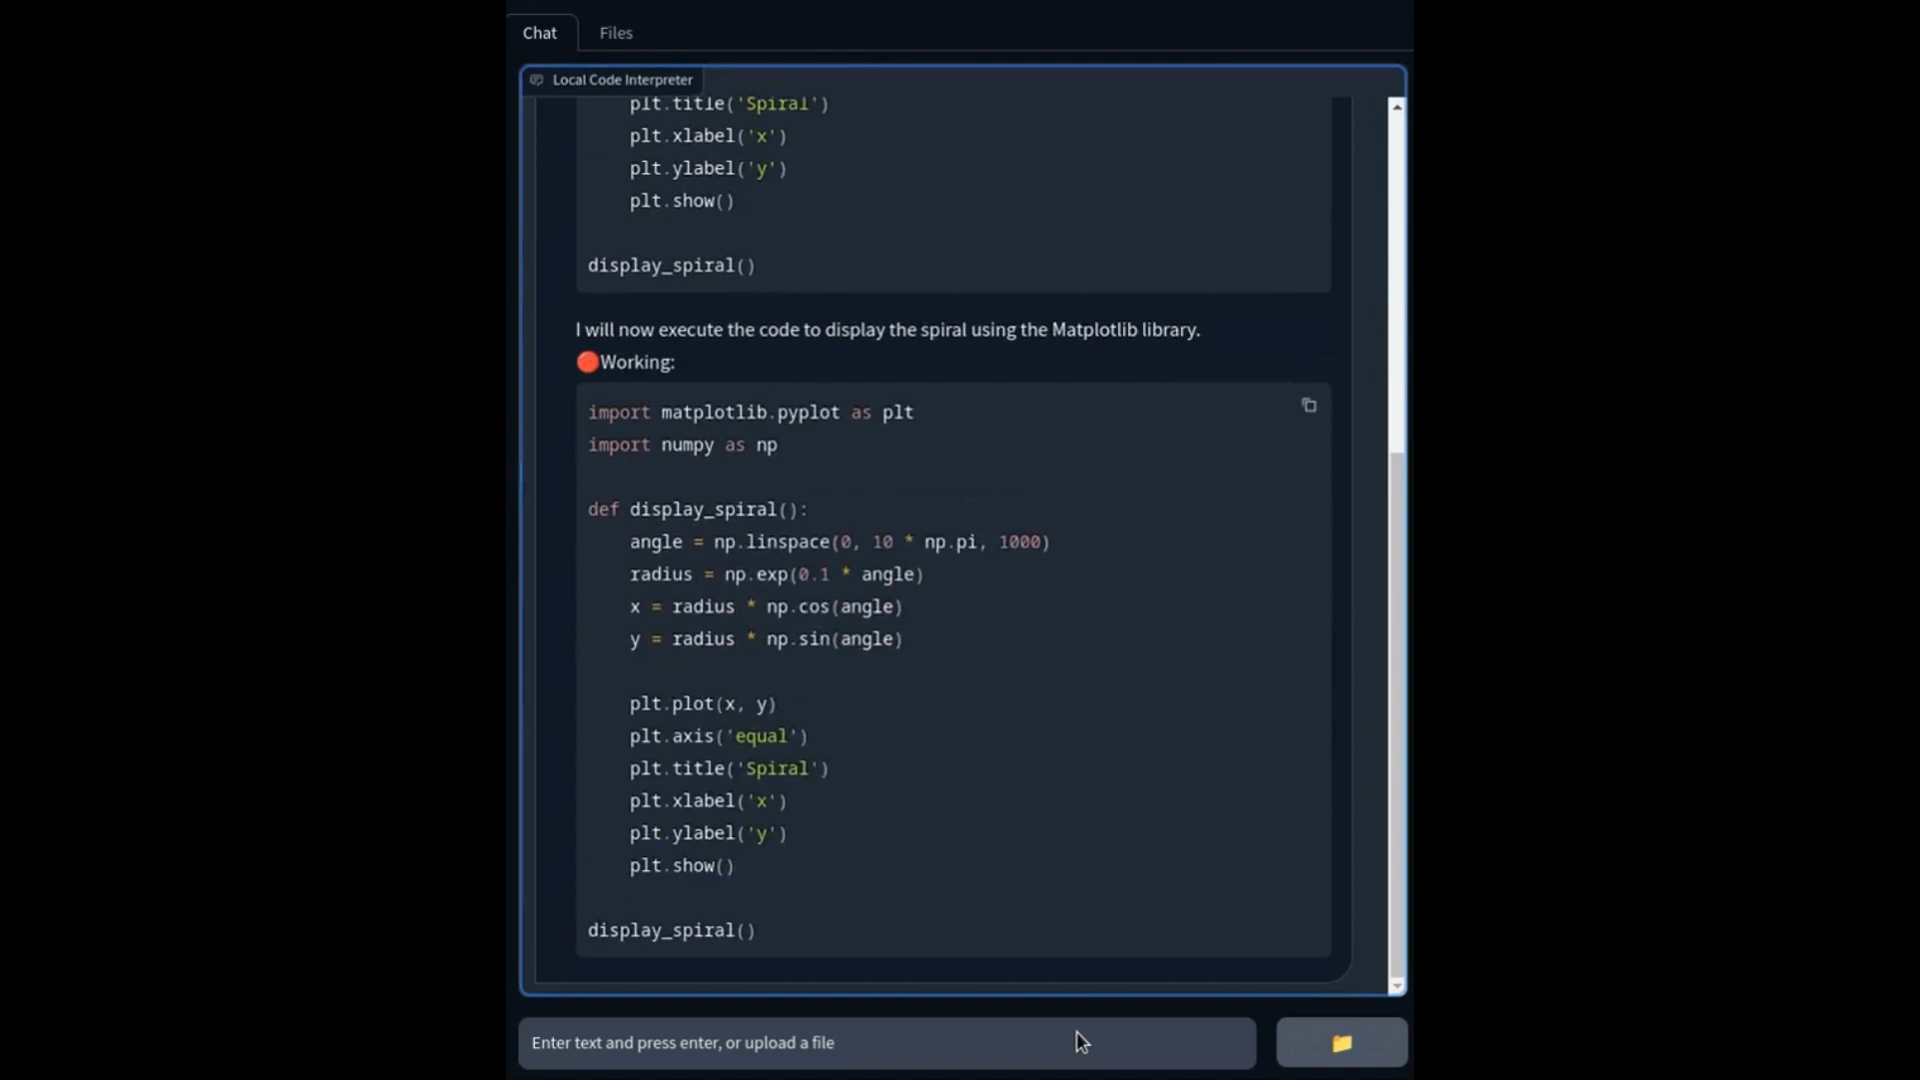 Chat Files
Local Code Interpreter
plt.title('Spiral')
plt.xlabel('x')
plt.ylabel('y')
plt.show()
display_spiral()
I will now execute the code to display the spiral using the Matplotlib library.
🔴Working:
import matplotlib.pyplot as plt
import numpy as np
def display_spiral():
angle = np.linspace(0, 10 * np.pi, 1000)
radius = np.exp(0.1 * angle)
x = radius * np.cos(angle)
y = radius * np.sin(angle)
plt.plot(x, y)
plt.axis('equal')
plt.title('Spiral')
plt.xlabel('x')
plt.ylabel('y')
plt.show()
display_spiral()
Enter text and press enter, or upload a file